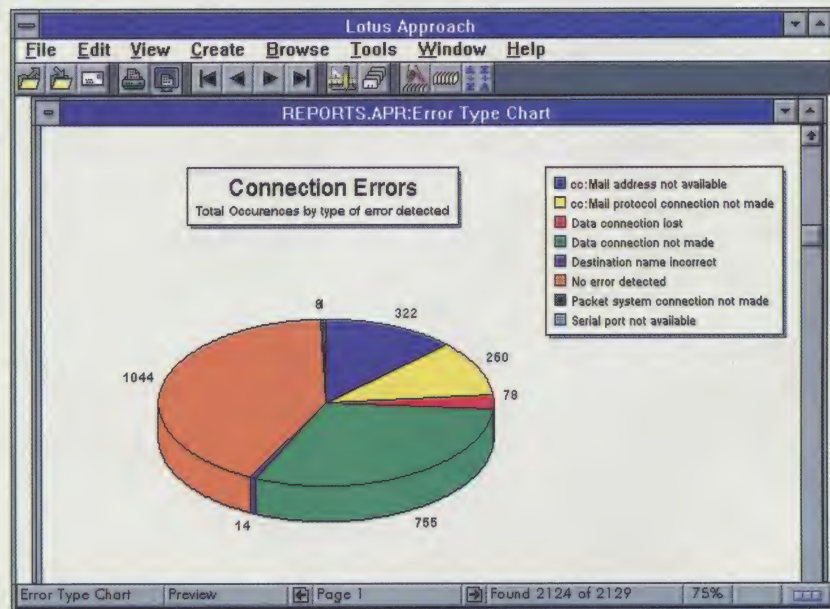 Lotus Approach
File Edit View Create Browse Tools Window Help
REPORTS.APR:Error Type Chart
Connection Errors
Total Occurences by type of error detected
cc:Mail address not available
cc:Mail protocol connection not made
Data connection lost
Data connection not made
Destination name incorrect
No error detected
Packet system connection not made
Serial port not available
322
260
78
1044
14
755
Error Type Chart Preview Page 1 Found 2124 of 2129 75%